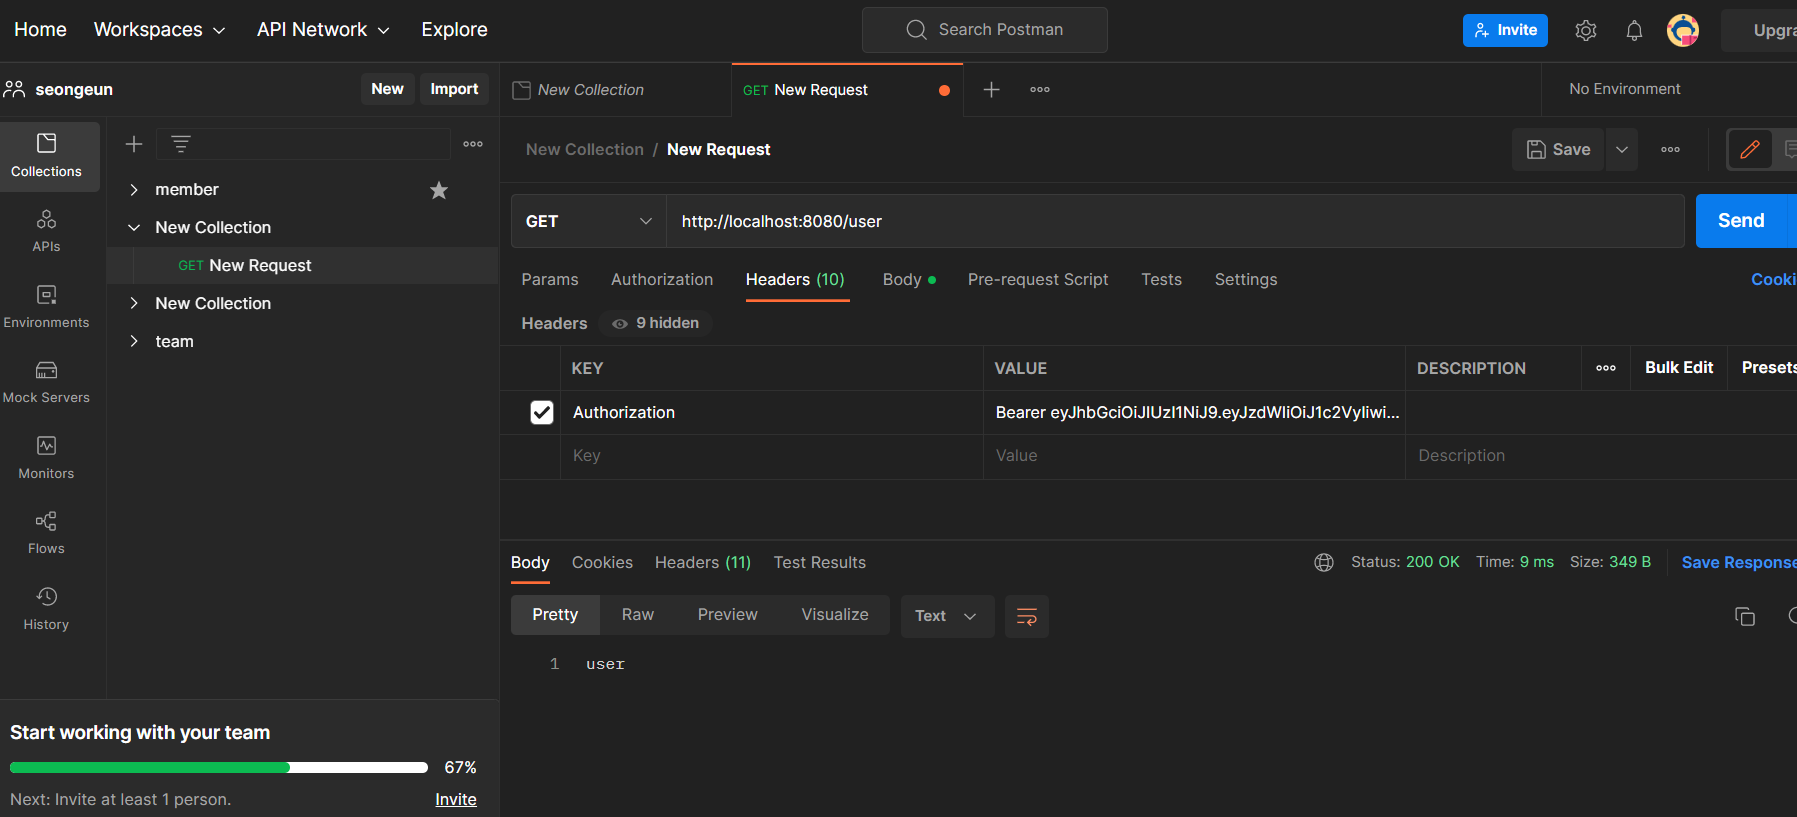 Home Workspaces API Network Explore Search Postman Invite Upgra
seongeun New Import New Collection GET New Request No Environment
Collections
APIs
Environments
Mock Servers
Monitors
Flows
History
member
New Collection
GET New Request
New Collection
team
Start working with your team
67%
Next: Invite at least 1 person. Invite
New Collection / New Request Save
GET http://localhost:8080/user Send
Params Authorization Headers (10) Body Pre-request Script Tests Settings Cooki
Headers 9 hidden
KEY VALUE DESCRIPTION Bulk Edit Presets
Authorization Bearer eyJhbGciOiJIUzI1NiJ9.eyJzdWIiOiJ1c2VyIiwi...
Key Value Description
Body Cookies Headers (11) Test Results Status: 200 OK Time: 9 ms Size: 349 B Save Response
Pretty Raw Preview Visualize Text
1 user